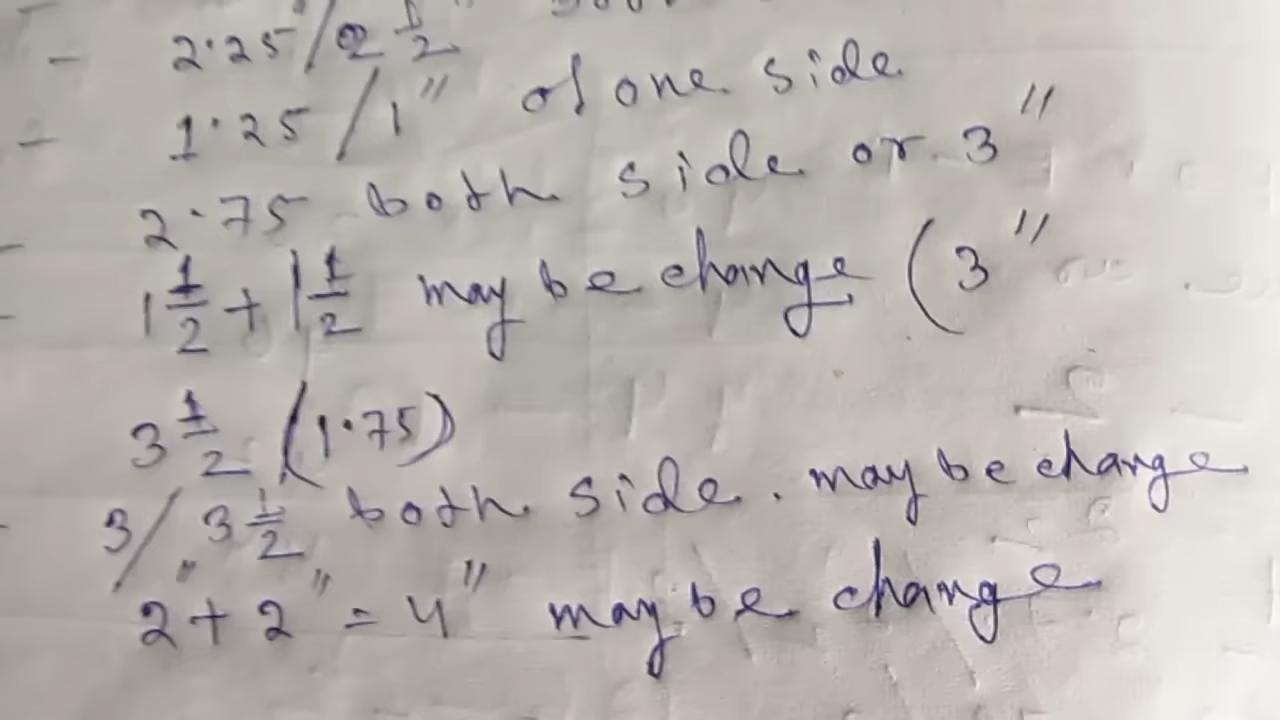 - 2.25"/2 1/2"
- 1.25/1" of one side
- 2.75 both side or 3"
- 1 1/2 + 1 1/2 may be change (3"
3 1/2 (1.75)
- 3/3 1/2 both side. may be change
2" + 2" = 4" may be change